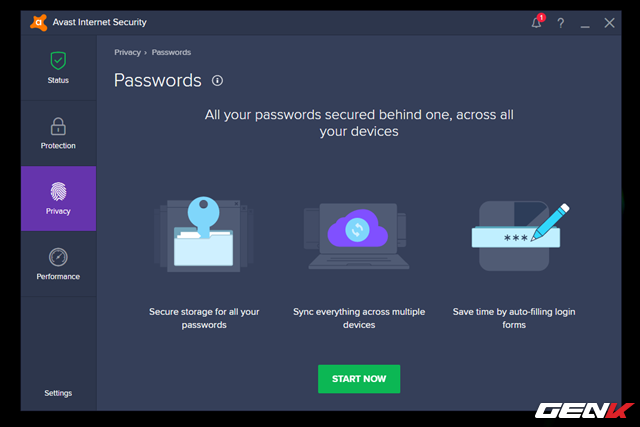 Avast Internet Security
1
?
Status
Protection
Privacy
Performance
Settings
Privacy › Passwords
Passwords
All your passwords secured behind one, across all
your devices
***
Secure storage for all your
passwords
Sync everything across multiple
devices
Save time by auto-filling login
forms
START NOW
GENK